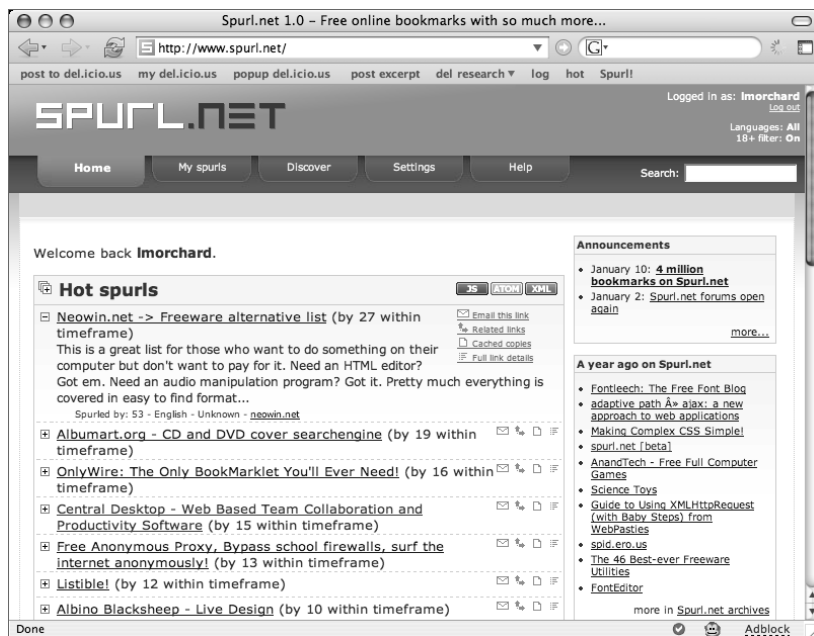 Spurl.net 1.0 – Free online bookmarks with so much more...
http://www.spurl.net/
G
post to del.icio.us my del.icio.us popup del.icio.us post excerpt del research ▾ log hot Spurl!
SPURL.NET
Logged in as: lmorchard
Log out
Languages: All
18+ filter: On
Home My spurls Discover Settings Help
Search:
Welcome back lmorchard.
Hot spurls
JS ATOM XML
Neowin.net -> Freeware alternative list (by 27 within
timeframe)
This is a great list for those who want to do something on their
computer but don't want to pay for it. Need an HTML editor?
Got em. Need an audio manipulation program? Got it. Pretty much everything is
covered in easy to find format...
Spurled by: 53 - English - Unknown - neowin.net
Email this link
Related links
Cached copies
Full link details
Albumart.org - CD and DVD cover searchengine (by 19 within
timeframe)
OnlyWire: The Only BookMarklet You'll Ever Need! (by 16 within
timeframe)
Central Desktop - Web Based Team Collaboration and
Productivity Software (by 15 within timeframe)
Free Anonymous Proxy, Bypass school firewalls, surf the
internet anonymously! (by 13 within timeframe)
Listible! (by 12 within timeframe)
Albino Blacksheep - Live Design (by 10 within timeframe)
Announcements
• January 10: 4 million
bookmarks on Spurl.net
• January 2: Spurl.net forums open
again
more...
A year ago on Spurl.net
• Fontleech: The Free Font Blog
• adaptive path Â» ajax: a new
approach to web applications
• Making Complex CSS Simple!
• spurl.net [beta]
• AnandTech - Free Full Computer
Games
• Science Toys
• Guide to Using XMLHttpRequest
(with Baby Steps) from
WebPasties
• spid.ero.us
• The 46 Best-ever Freeware
Utilities
• FontEditor
more in Spurl.net archives
Done
Adblock